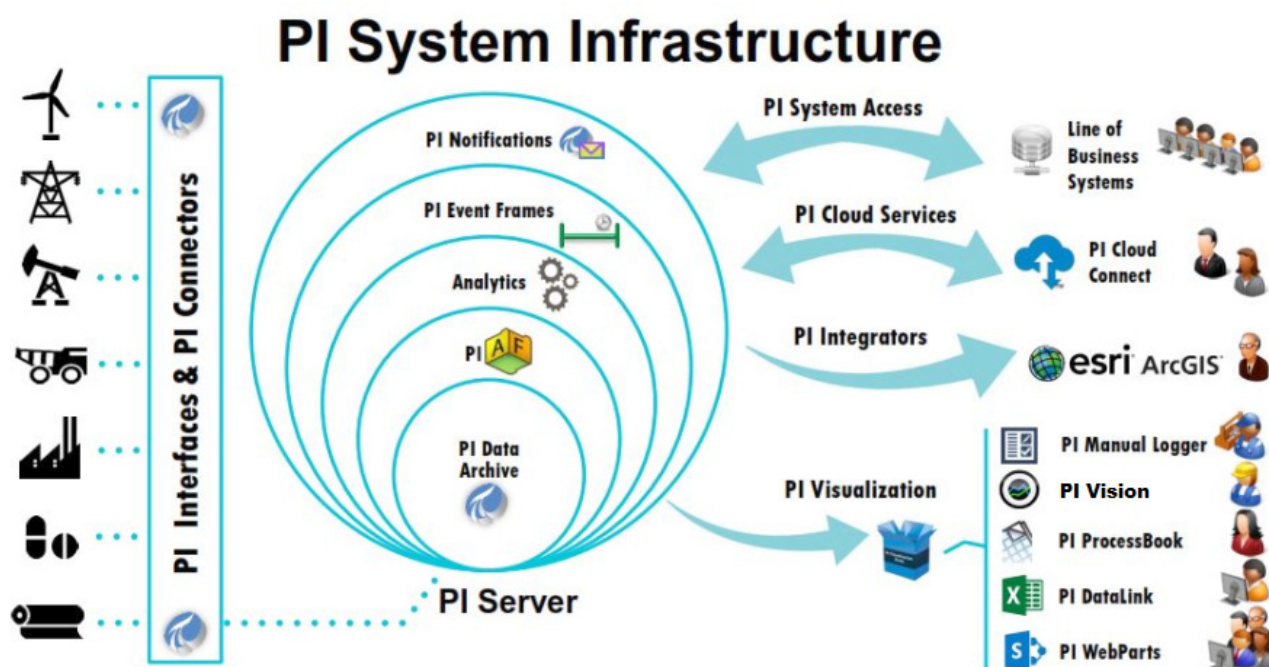 PI System Infrastructure
PI Interfaces & PI Connectors
PI Notifications
PI Event Frames
Analytics
PI AF
PI Data
Archive
PI Server
PI System Access
Line of
Business
Systems
PI Cloud Services
PI Cloud
Connect
PI Integrators
esri ArcGIS
PI Visualization
PI Manual Logger
PI Vision
PI ProcessBook
X
PI DataLink
S
PI WebParts